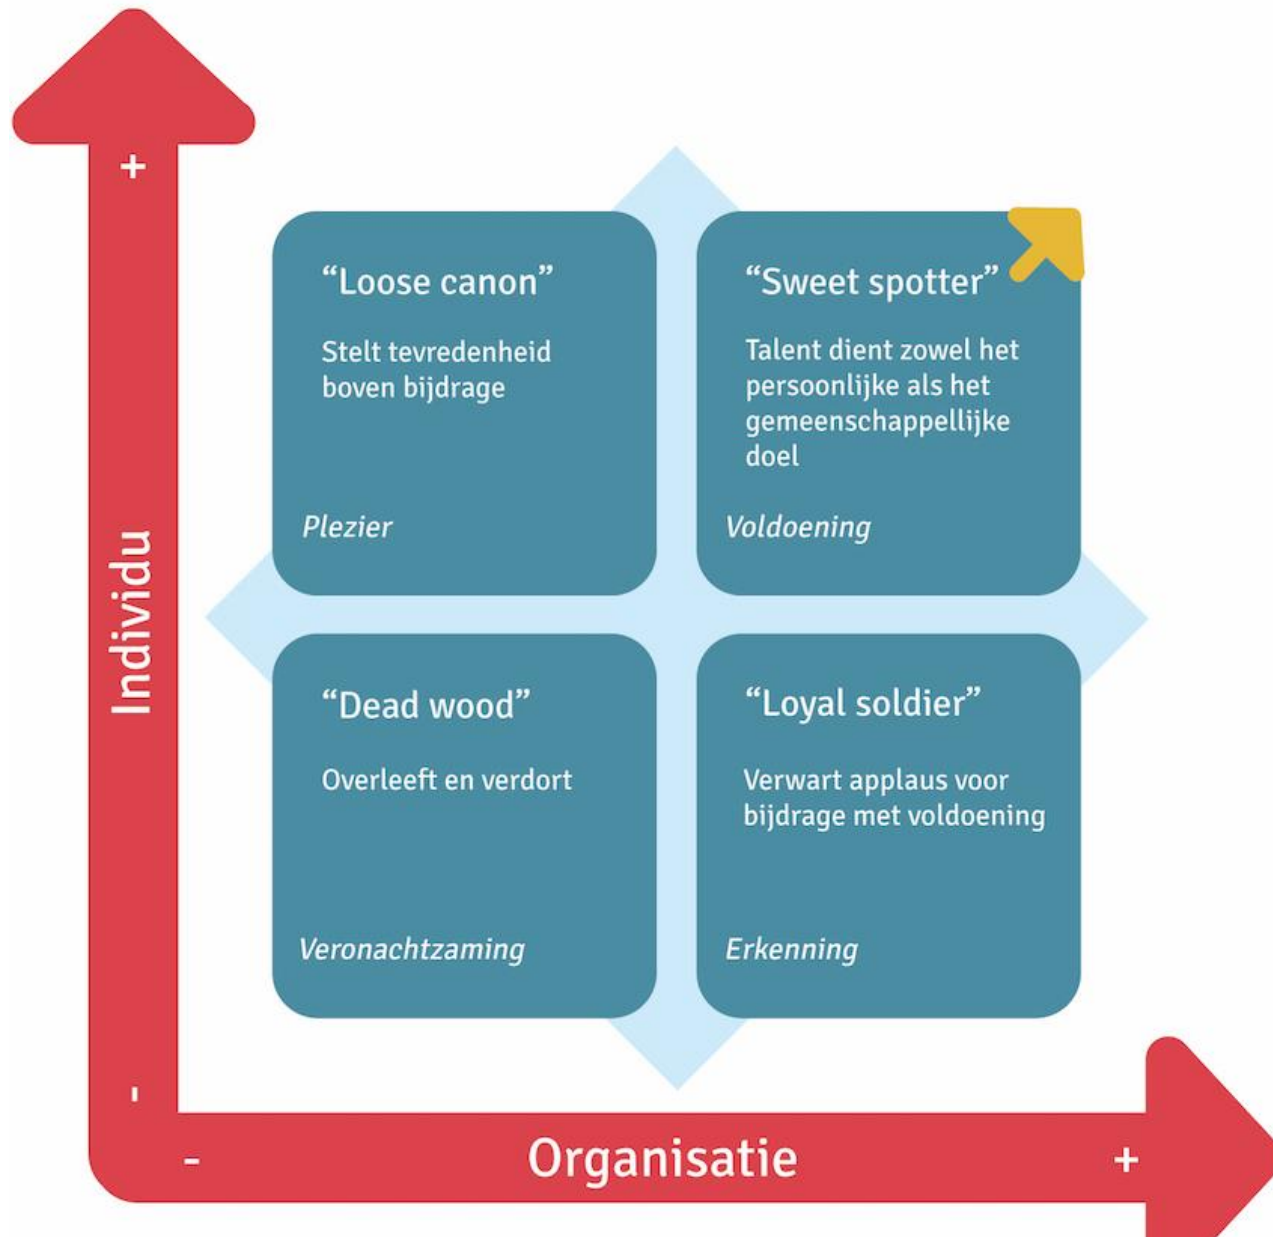 +
“Loose canon”
Stelt tevredenheid
boven bijdrage
Plezier
“Sweet spotter”
Talent dient zowel het
persoonlijke als het
gemeenschappelijke
doel
Voldoening
Individu
“Dead wood”
Overleeft en verdort
Veronachtzaming
“Loyal soldier”
Verwart applaus voor
bijdrage met voldoening
Erkenning
-
-
Organisatie
+